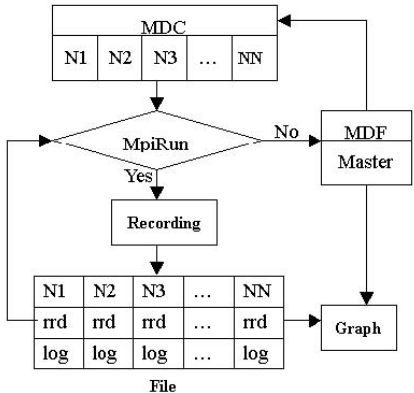 MDC
N1 N2 N3 ... NN
MpiRun
No
MDF
Master
Yes
Recording
N1 N2 N3 ... NN
rrd rrd rrd ... rrd
log log log ... log
Graph
File